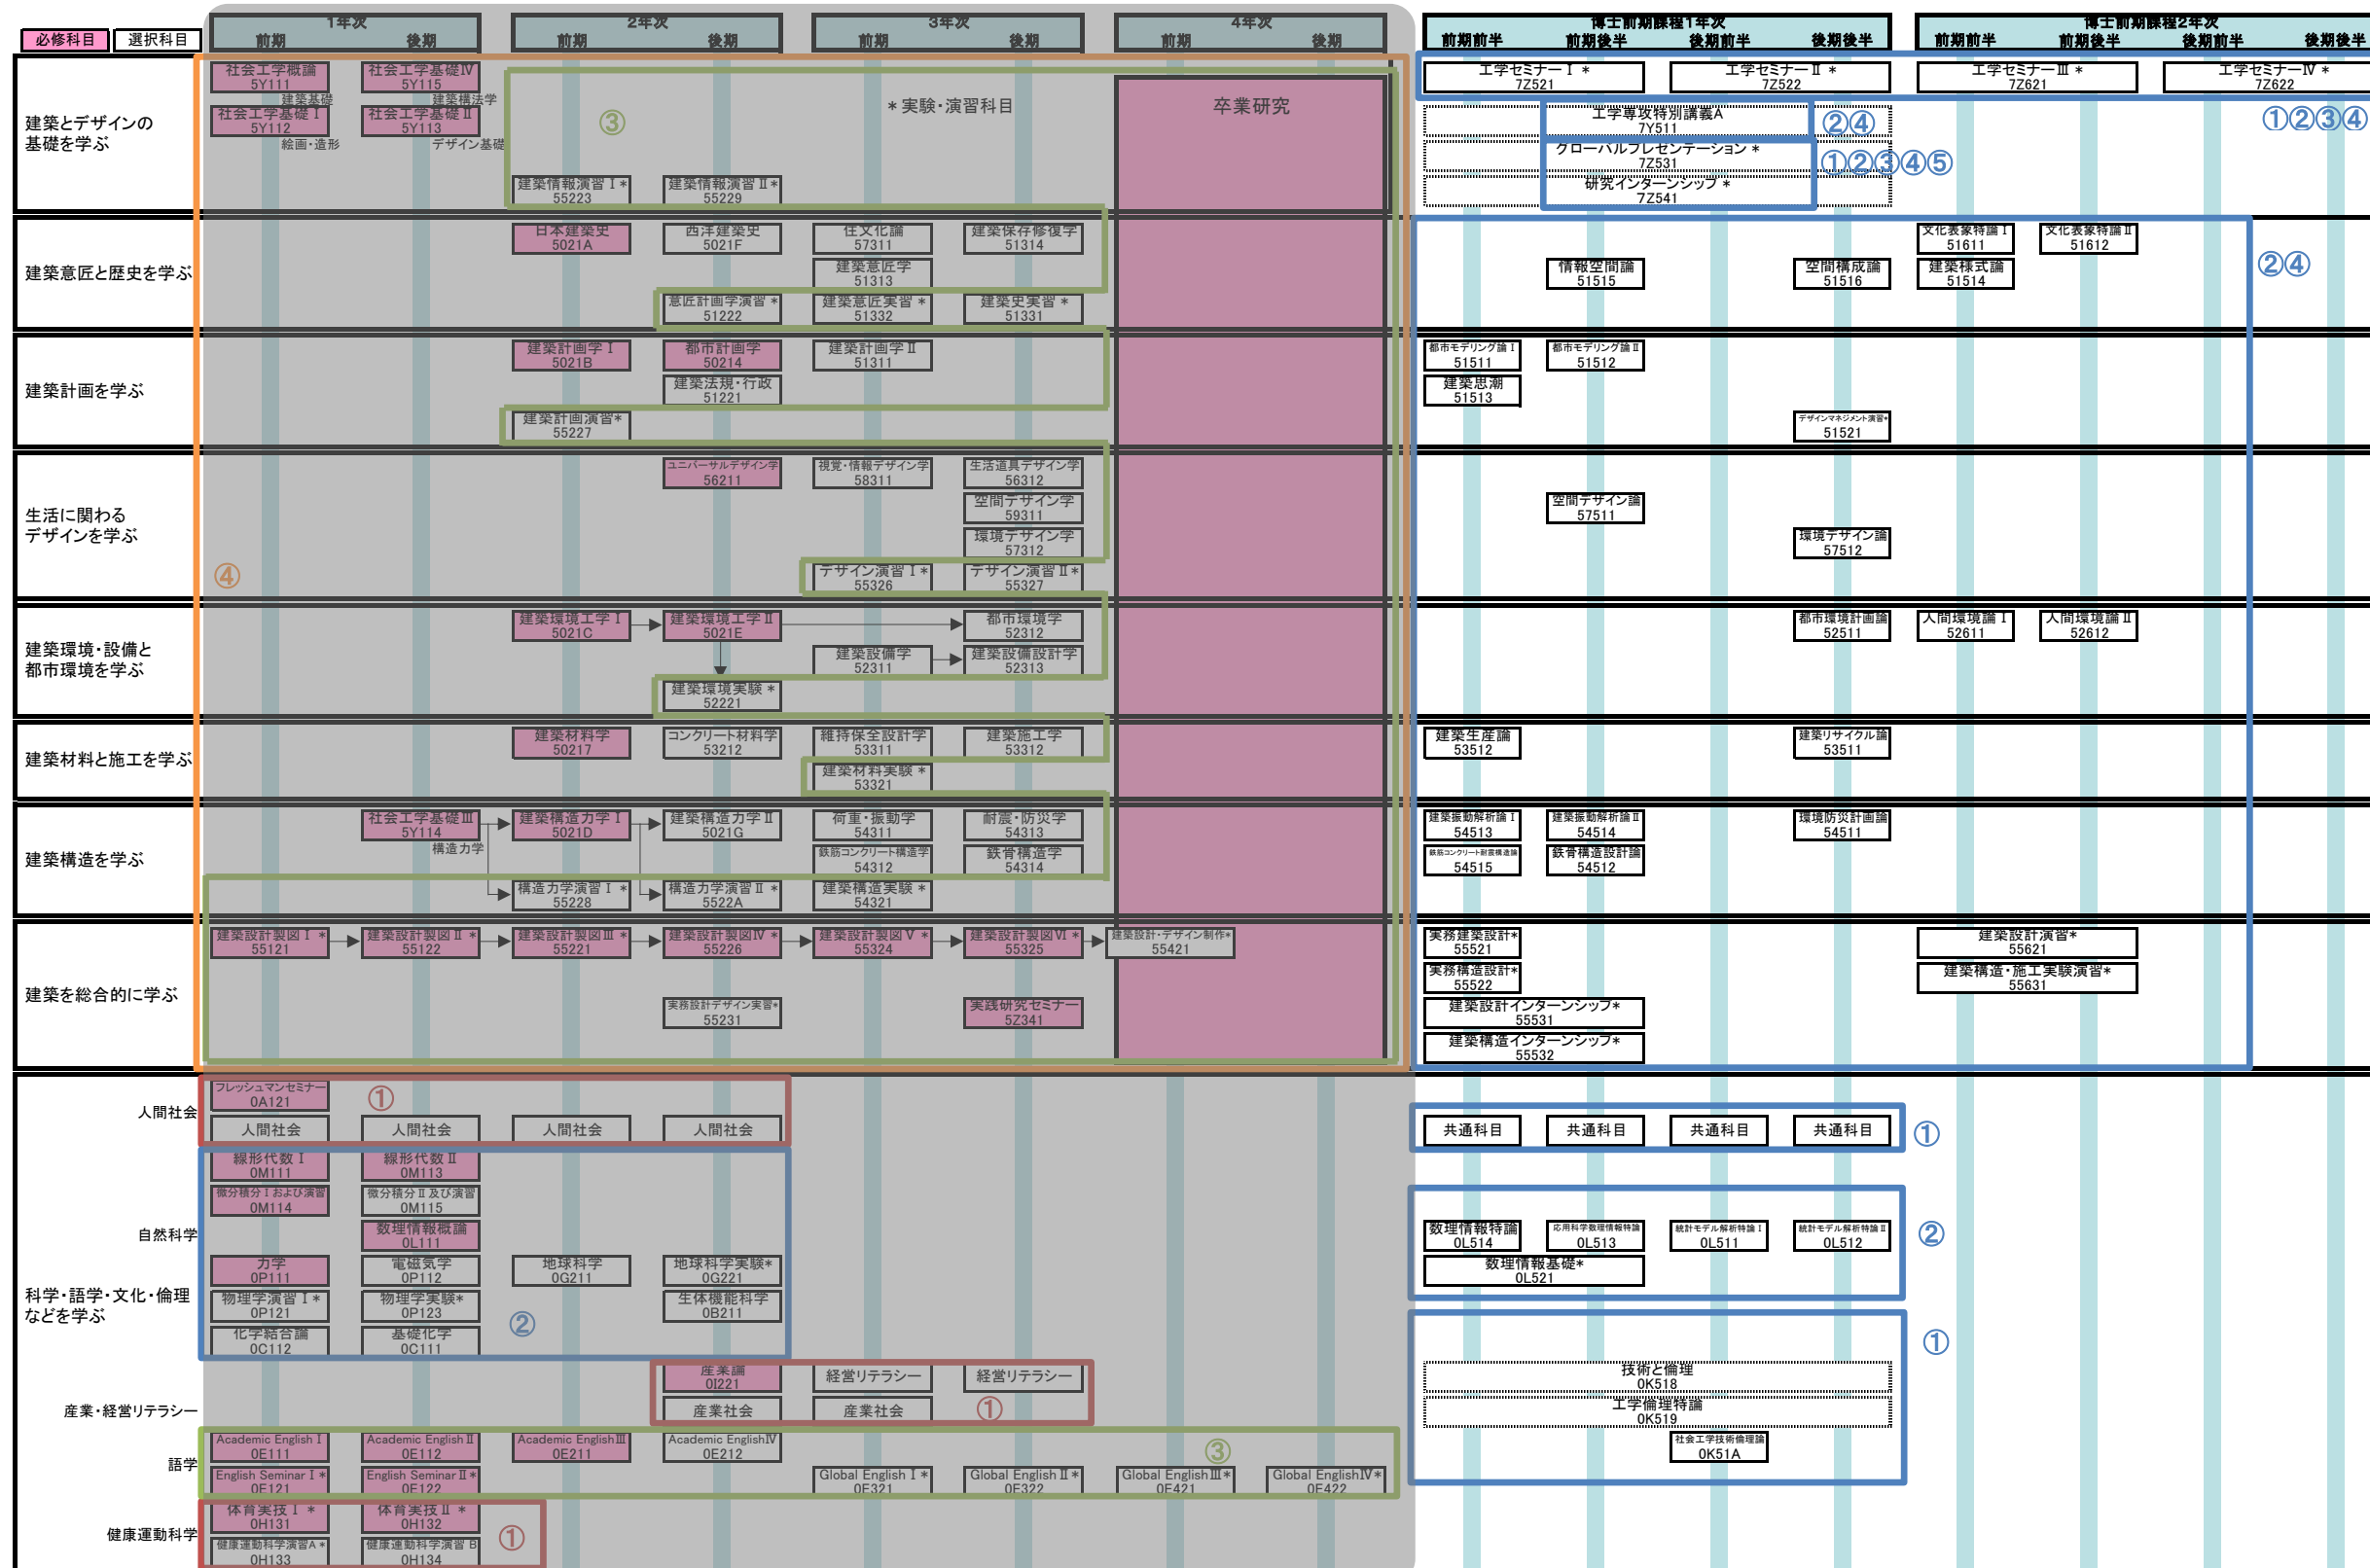 1年次
2年次
3年次
4年次
博士前期課程1年次
博士前期課程2年次
必修科目
選択科目
前期
後期
前期
後期
前期
後期
前期
後期
前期前半
前期後半
後期前半
後期後半
前期前半
前期後半
後期前半
後期後半
建築とデザインの
基礎を学ぶ
社会工学概論
5Y111
建築基礎
社会工学基礎Ⅳ
5Y115
建築構法学
社会工学基礎Ⅰ
5Y112
絵画・造形
社会工学基礎Ⅱ
5Y113
デザイン基礎
③
*実験・演習科目
卒業研究
建築情報演習Ⅰ*
55223
建築情報演習Ⅱ*
55229
工学セミナーⅠ *
7Z521
工学セミナーⅡ *
7Z522
工学セミナーⅢ *
7Z621
工学セミナーⅣ *
7Z622
工学専攻特別講義A
7Y511
②④
①②③④
グローバルプレゼンテーション *
7Z531
①②③④⑤
研究インターンシップ *
7Z541
建築意匠と歴史を学ぶ
日本建築史
5021A
西洋建築史
5021F
住文化論
57311
建築保存修復学
51314
建築意匠学
51313
意匠計画学演習 *
51222
建築意匠実習 *
51332
建築史実習 *
51331
文化表象特論Ⅰ
51611
文化表象特論Ⅱ
51612
情報空間論
51515
空間構成論
51516
建築様式論
51514
②④
建築計画を学ぶ
建築計画学Ⅰ
5021B
都市計画学
50214
建築計画学Ⅱ
51311
建築法規・行政
51221
建築計画演習*
55227
都市モデリング論Ⅰ
51511
都市モデリング論Ⅱ
51512
建築思潮
51513
デザインマネジメント演習*
51521
生活に関わる
デザインを学ぶ
ユニバーサルデザイン学
56211
視覚・情報デザイン学
58311
生活道具デザイン学
56312
空間デザイン学
59311
環境デザイン学
57312
デザイン演習Ⅰ*
55326
デザイン演習Ⅱ*
55327
空間デザイン論
57511
環境デザイン論
57512
④
建築環境・設備と
都市環境を学ぶ
建築環境工学Ⅰ
5021C
建築環境工学Ⅱ
5021E
都市環境学
52312
建築設備学
52311
建築設備設計学
52313
建築環境実験 *
52221
都市環境計画論
52511
人間環境論Ⅰ
52611
人間環境論Ⅱ
52612
建築材料と施工を学ぶ
建築材料学
50217
コンクリート材料学
53212
維持保全設計学
53311
建築施工学
53312
建築材料実験 *
53321
建築生産論
53512
建築リサイクル論
53511
建築構造を学ぶ
社会工学基礎Ⅲ
5Y114
構造力学
建築構造力学Ⅰ
5021D
建築構造力学Ⅱ
5021G
荷重・振動学
54311
耐震・防災学
54313
鉄筋コンクリート構造学
54312
鉄骨構造学
54314
構造力学演習Ⅰ *
55228
構造力学演習Ⅱ *
5522A
建築構造実験 *
54321
建築振動解析論Ⅰ
54513
建築振動解析論Ⅱ
54514
環境防災計画論
54511
鉄筋コンクリート耐震構造論
54515
鉄骨構造設計論
54512
建築を総合的に学ぶ
建築設計製図Ⅰ *
55121
建築設計製図Ⅱ *
55122
建築設計製図Ⅲ *
55221
建築設計製図Ⅳ *
55226
建築設計製図Ⅴ *
55324
建築設計製図Ⅵ *
55325
建築設計・デザイン制作*
55421
実務設計デザイン実習*
55231
実践研究セミナー
5Z341
実務建築設計*
55521
実務構造設計*
55522
建築設計インターンシップ*
55531
建築構造インターンシップ*
55532
建築設計演習*
55621
建築構造・施工実験演習*
55631
科学・語学・文化・倫理
などを学ぶ
人間社会
フレッシュマンセミナー
0A121
①
人間社会
人間社会
人間社会
人間社会
共通科目
共通科目
共通科目
共通科目
①
自然科学
線形代数Ⅰ
0M111
線形代数Ⅱ
0M113
微分積分Ⅰおよび演習
0M114
微分積分Ⅱ及び演習
0M115
数理情報概論
0L111
力学
0P111
電磁気学
0P112
地球科学
0G211
地球科学実験*
0G221
物理学演習Ⅰ*
0P121
物理学実験*
0P123
生体機能科学
0B211
化学結合論
0C112
基礎化学
0C111
②
数理情報特論
0L514
応用科学数理情報特論
0L513
統計モデル解析特論Ⅰ
0L511
統計モデル解析特論Ⅱ
0L512
数理情報基礎*
0L521
②
産業・経営リテラシー
産業論
0I221
経営リテラシー
経営リテラシー
産業社会
産業社会
①
技術と倫理
0K518
工学倫理特論
0K519
社会工学技術倫理論
0K51A
①
語学
Academic EnglishⅠ
0E111
Academic EnglishⅡ
0E112
Academic EnglishⅢ
0E211
Academic EnglishⅣ
0E212
③
English SeminarⅠ*
0E121
English SeminarⅡ*
0E122
Global EnglishⅠ*
0E321
Global EnglishⅡ*
0E322
Global EnglishⅢ*
0E421
Global EnglishⅣ*
0E422
健康運動科学
体育実技Ⅰ *
0H131
体育実技Ⅱ *
0H132
健康運動科学演習A *
0H133
健康運動科学演習 B
0H134
①